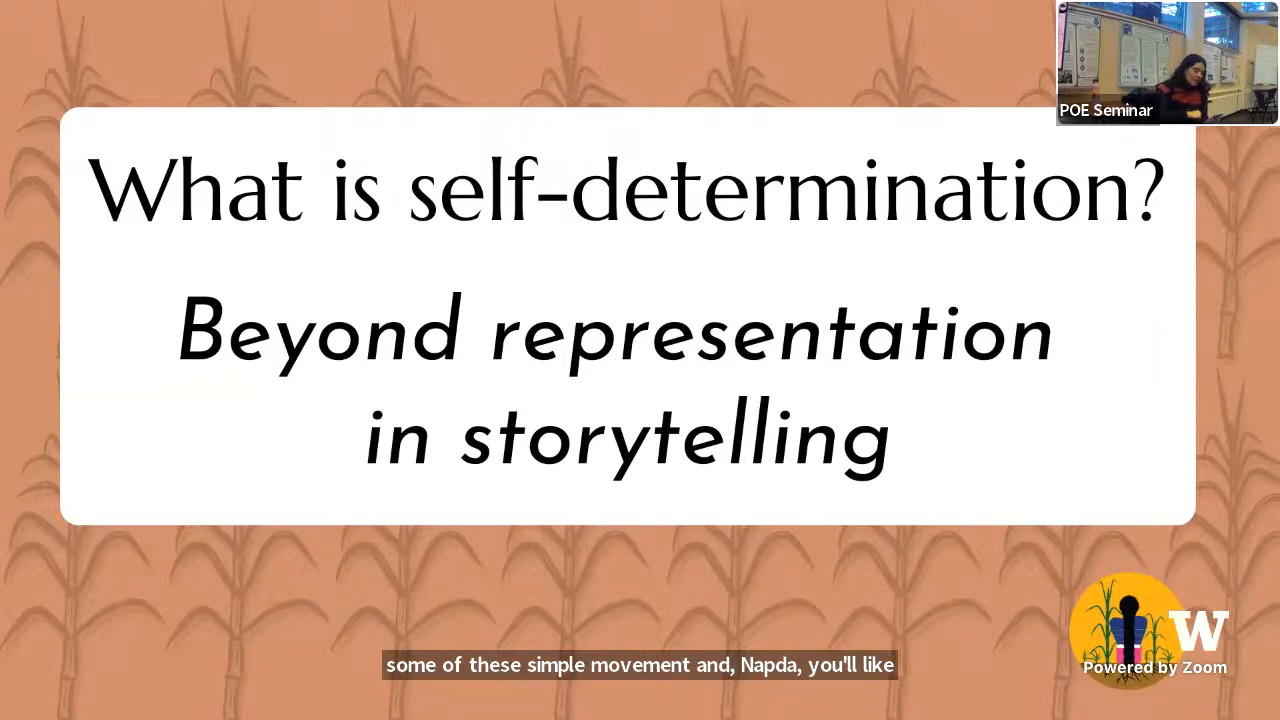 POE Seminar
What is self-determination?
Beyond representation
in storytelling
some of these simple movement and, Napda, you'll like
W
Powered by Zoom